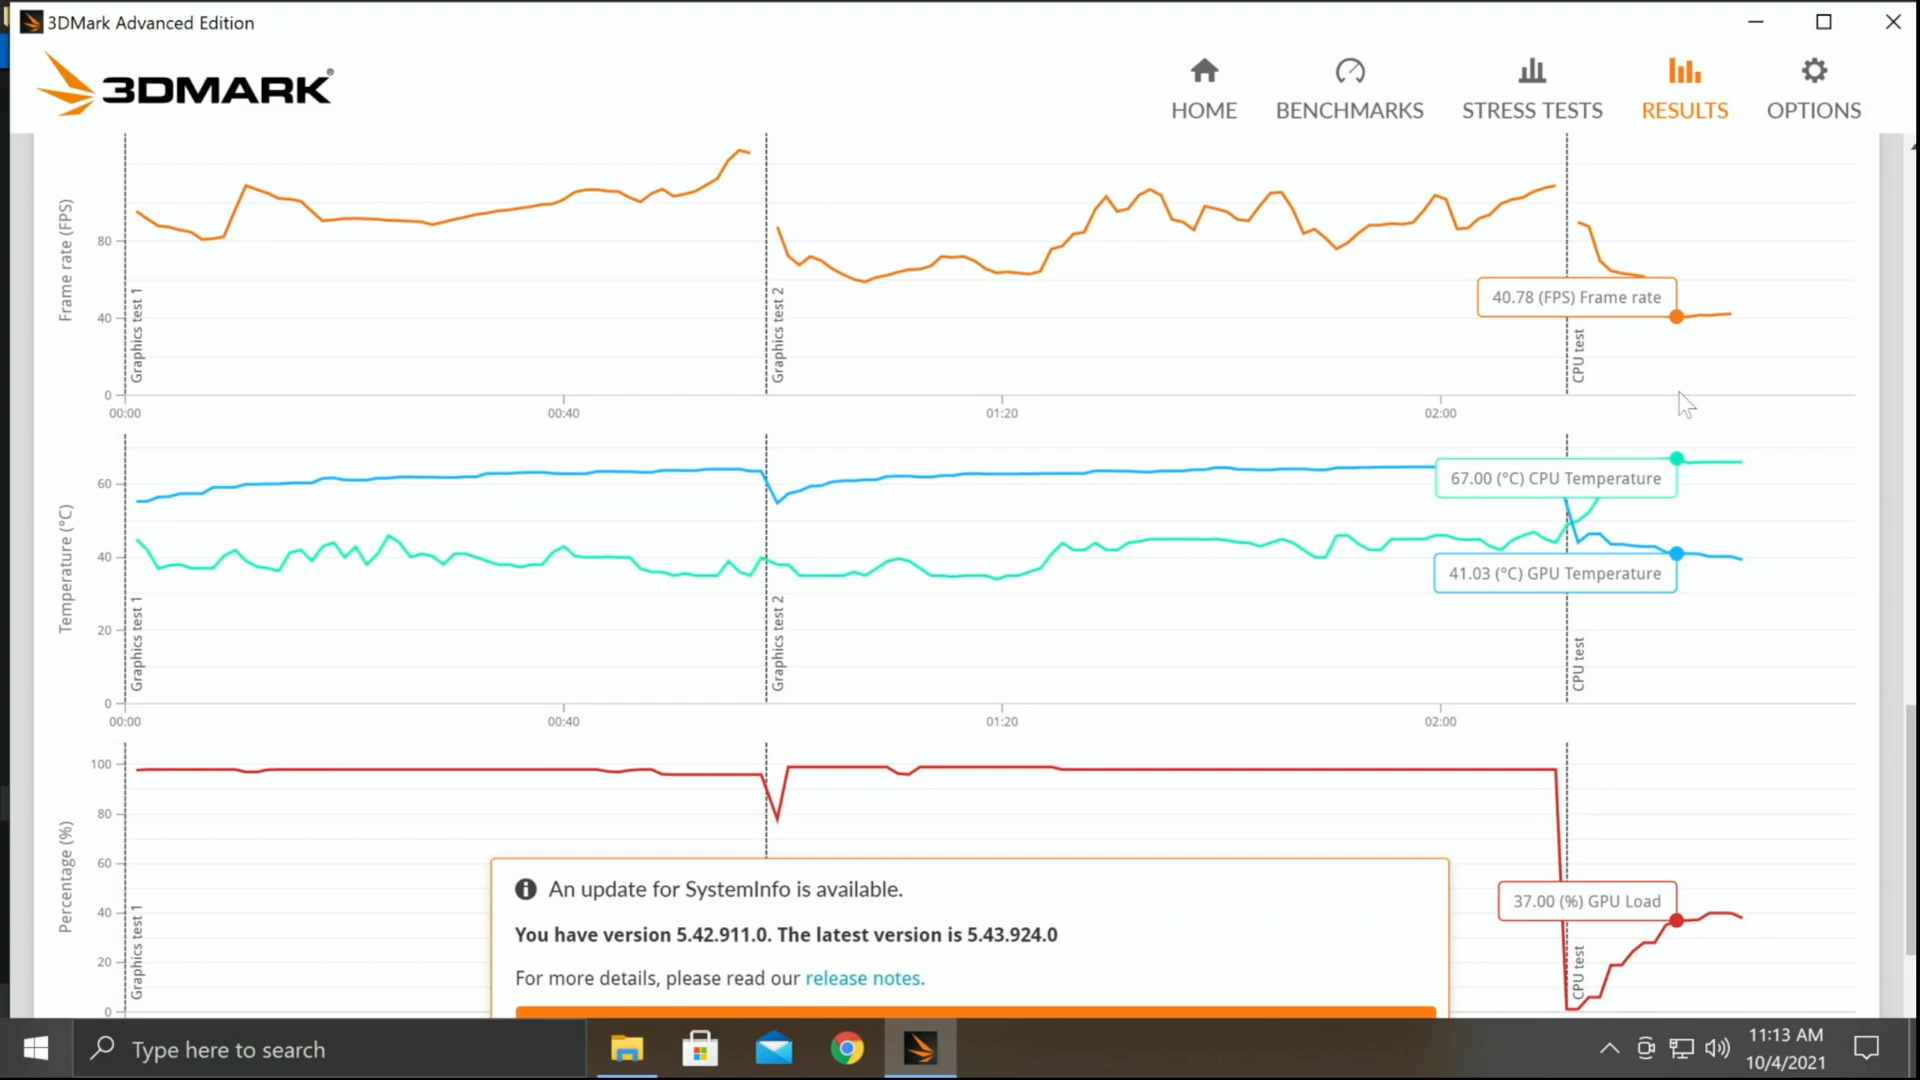 3DMark Advanced Edition
3DMARK®
HOME
BENCHMARKS
STRESS TESTS
RESULTS
OPTIONS
Frame rate (FPS)
80
40
0
Graphics test 1
Graphics test 2
CPU test
40.78 (FPS) Frame rate
00:00
00:40
01:20
02:00
Temperature (°C)
60
40
20
0
Graphics test 1
Graphics test 2
CPU test
67.00 (°C) CPU Temperature
41.03 (°C) GPU Temperature
00:00
00:40
01:20
02:00
Percentage (%)
100
80
60
40
20
0
Graphics test 1
CPU test
37.00 (%) GPU Load
An update for SystemInfo is available.
You have version 5.42.911.0. The latest version is 5.43.924.0
For more details, please read our release notes.
Type here to search
11:13 AM
10/4/2021